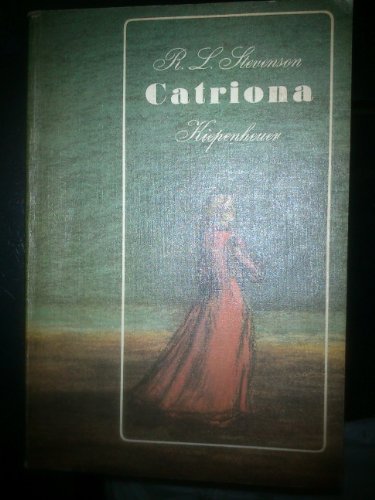 R. L. Stevenson
Catriona
Kiepenheuer